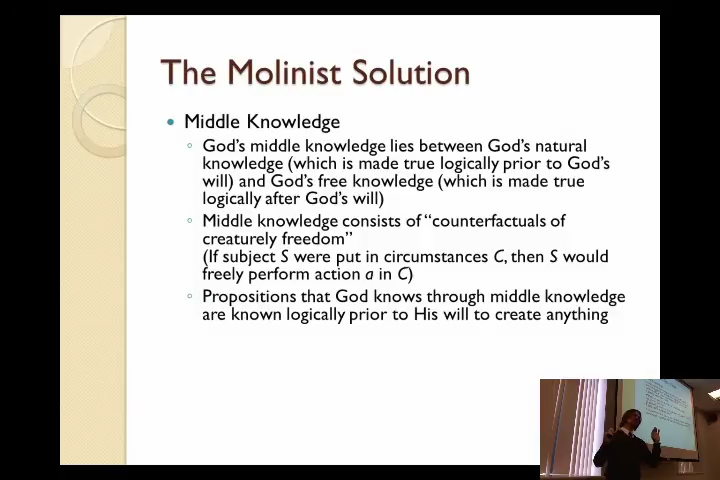 The Molinist Solution
Middle Knowledge
God's middle knowledge lies between God's natural
knowledge (which is made true logically prior to God's
will) and God's free knowledge (which is made true
logically after God's will)
Middle knowledge consists of “counterfactuals of
creaturely freedom”
(If subject S were put in circumstances C, then S would
freely perform action a in C)
Propositions that God knows through middle knowledge
are known logically prior to His will to create anything